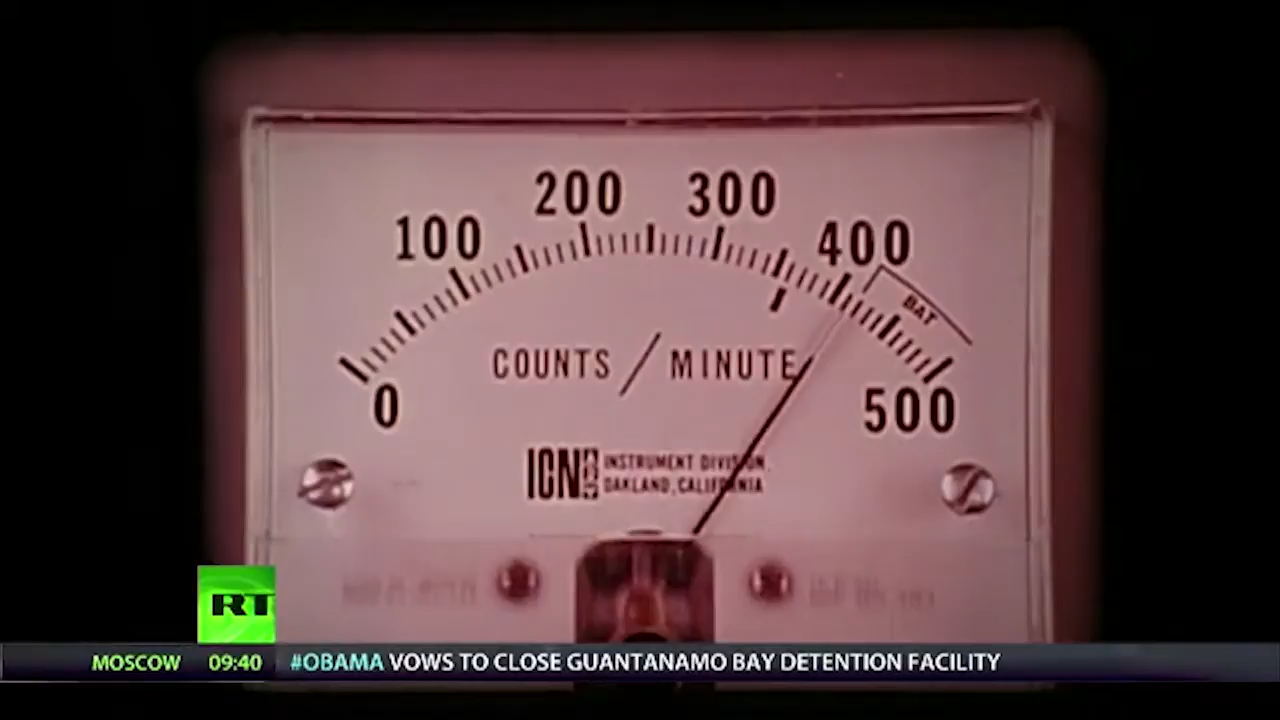 0 100 200 300 400 500
BAT
COUNTS / MINUTE
ICN INSTRUMENT DIVISION.
OAKLAND, CALIFORNIA
RT
MOSCOW 09:40 #OBAMA VOWS TO CLOSE GUANTANAMO BAY DETENTION FACILITY